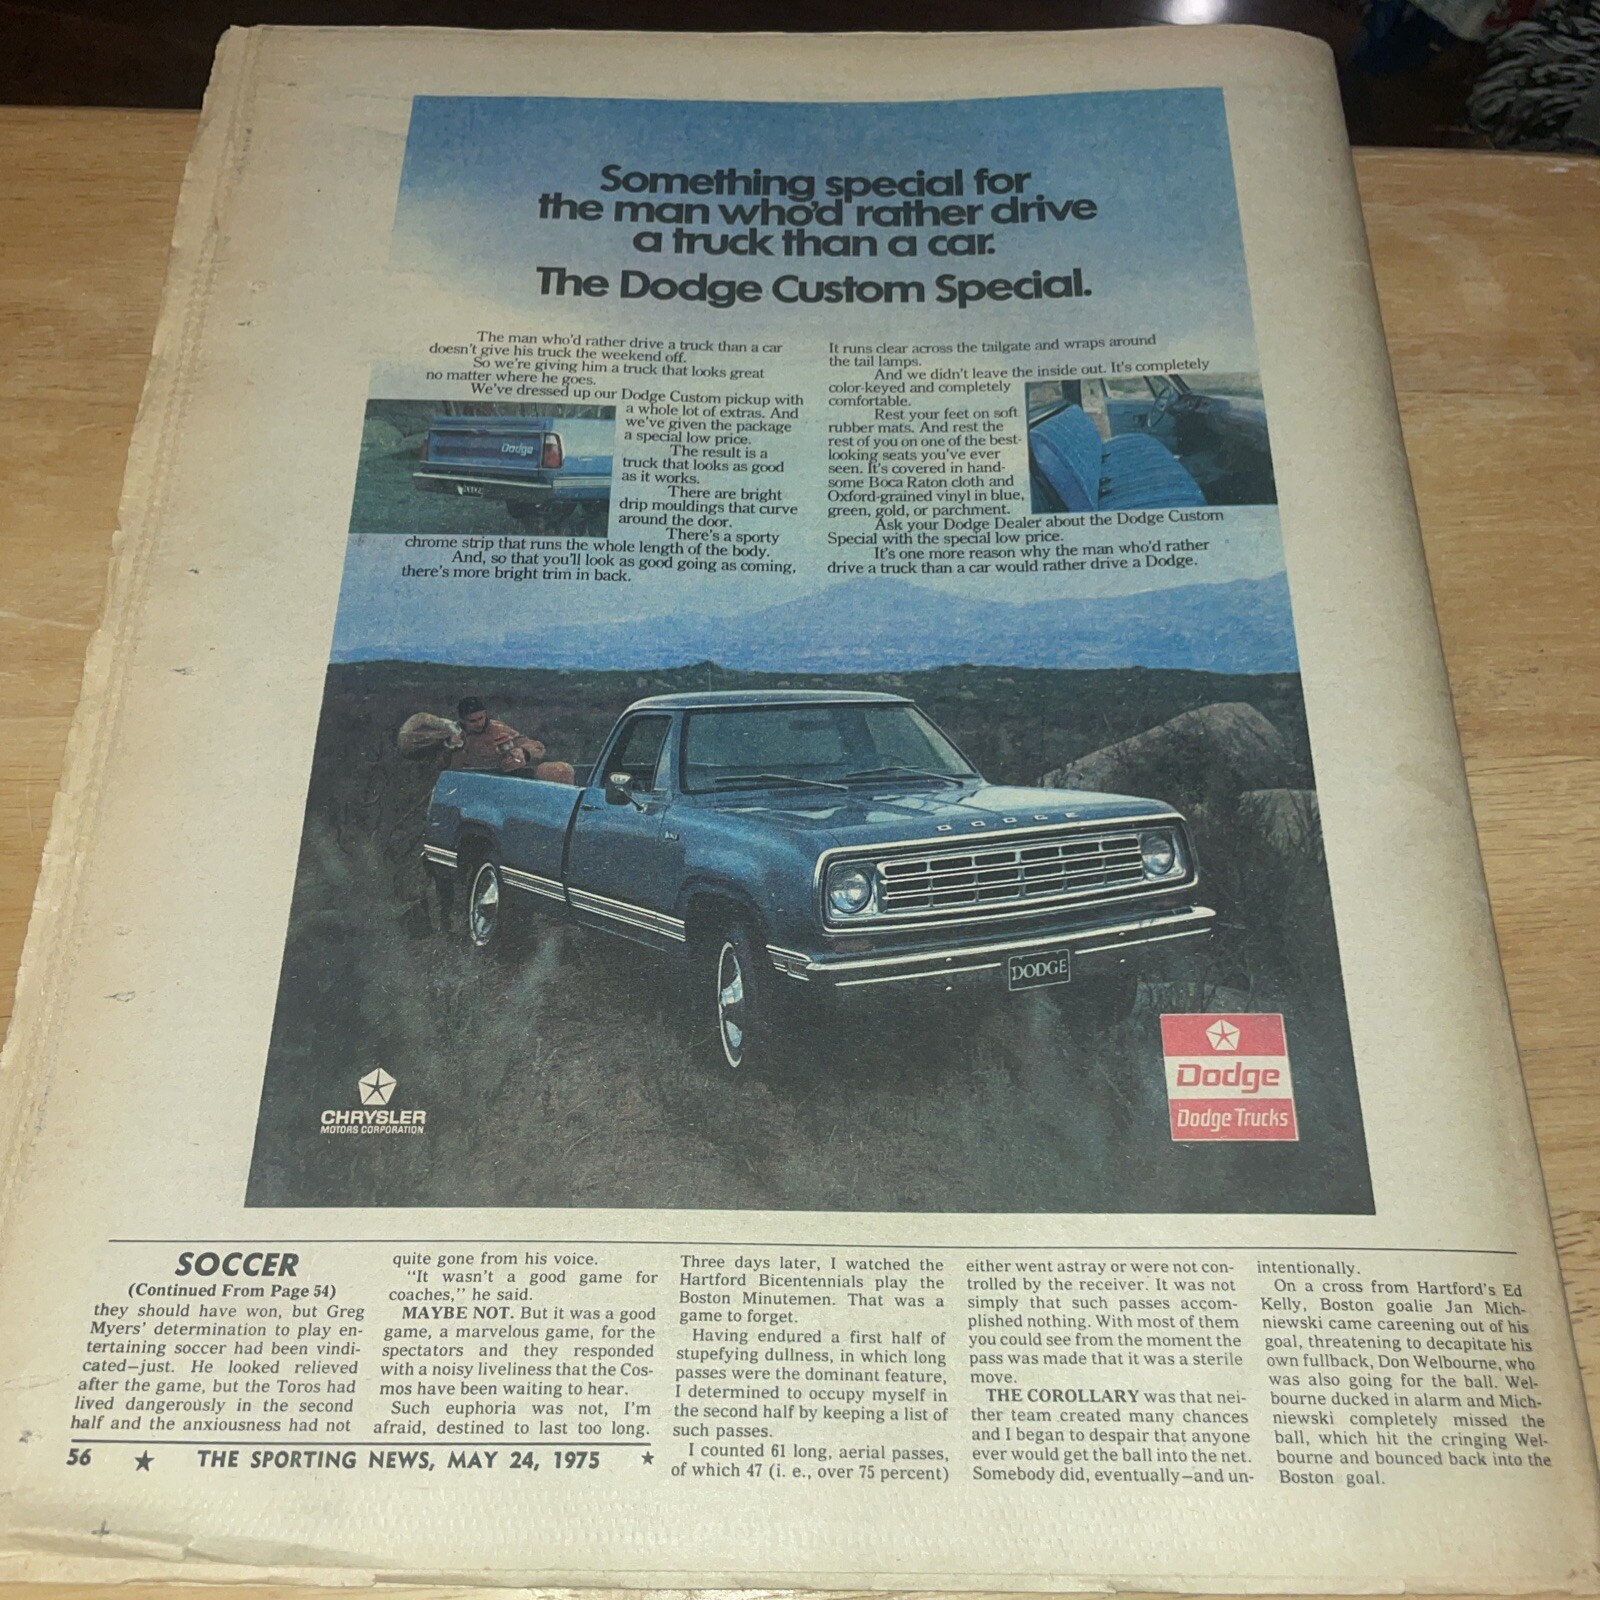 Something special for
the man who'd rather drive
a truck than a car.
The Dodge Custom Special.
The man who'd rather drive a truck than a car
doesn't give his truck the weekend off.
So we're giving him a truck that looks great
no matter where he goes.
We've dressed up our Dodge Custom pickup with
a whole lot of extras. And
we've given the package
a special low price.
The result is a
truck that looks as good
as it works.
There are bright
drip mouldings that curve
around the door.
There's a sporty
chrome strip that runs the whole length of the body.
And, so that you'll look as good going as coming,
there's more bright trim in back.
Dodge
It runs clear across the tailgate and wraps around
the tail lamps.
And we didn't leave the inside out. It's completely
color-keyed and completely
comfortable.
Rest your feet on soft
rubber mats. And rest the
rest of you on one of the best-
looking seats you've ever
seen. It's covered in hand-
some Boca Raton cloth and
Oxford-grained vinyl in blue,
green, gold, or parchment.
Ask your Dodge Dealer about the Dodge Custom
Special with the special low price.
It's one more reason why the man who'd rather
drive a truck than a car would rather drive a Dodge.
DODGE
DODGE
CHRYSLER
MOTORS CORPORATION
Dodge
Dodge Trucks
SOCCER
(Continued From Page 54)
they should have won, but Greg
Myers' determination to play en-
tertaining soccer had been vindi-
cated—just. He looked relieved
after the game, but the Toros had
lived dangerously in the second
half and the anxiousness had not
quite gone from his voice.
"It wasn't a good game for
coaches," he said.
MAYBE NOT. But it was a good
game, a marvelous game, for the
spectators and they responded
with a noisy liveliness that the Cos-
mos have been waiting to hear.
Such euphoria was not, I'm
afraid, destined to last too long.
Three days later, I watched the
Hartford Bicentennials play the
Boston Minutemen. That was a
game to forget.
Having endured a first half of
stupefying dullness, in which long
passes were the dominant feature,
I determined to occupy myself in
the second half by keeping a list of
such passes.
I counted 61 long, aerial passes,
of which 47 (i. e., over 75 percent)
either went astray or were not con-
trolled by the receiver. It was not
simply that such passes accom-
plished nothing. With most of them
you could see from the moment the
pass was made that it was a sterile
move.
THE COROLLARY was that nei-
ther team created many chances
and I began to despair that anyone
ever would get the ball into the net.
Somebody did, eventually—and un-
intentionally.
On a cross from Hartford's Ed
Kelly, Boston goalie Jan Mich-
niewski came careening out of his
goal, threatening to decapitate his
own fullback, Don Welbourne, who
was also going for the ball. Wel-
bourne ducked in alarm and Mich-
niewski completely missed the
ball, which hit the cringing Wel-
bourne and bounced back into the
Boston goal.
56 ★ THE SPORTING NEWS, MAY 24, 1975 ★